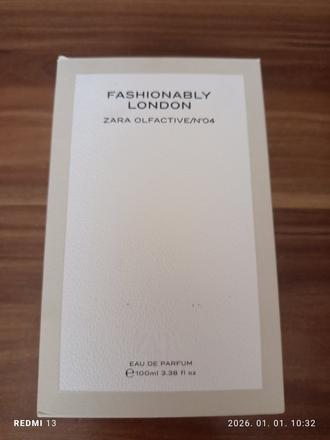 FASHIONABLY
LONDON
ZARA OLFACTIVE/N°04
EAU DE PARFUM
℮100ml 3.38 fl oz
REDMI 13
2026. 01. 01. 10:32